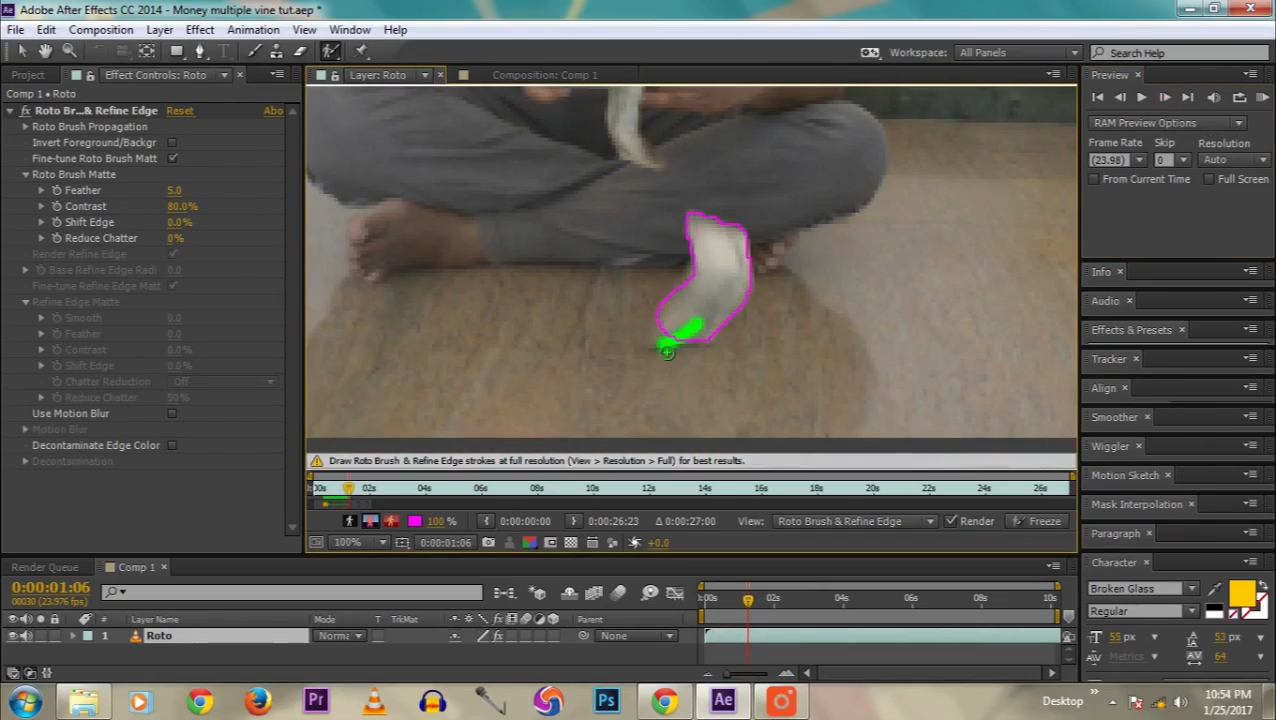 Adobe After Effects CC 2014 - Money multiple vine tut.aep *
File Edit Composition Layer Effect Animation View Window Help
Workspace: All Panels
Search Help
Project
Effect Controls: Roto
Layer: Roto
Composition: Comp 1
Preview
Comp 1 • Roto
Roto Br...& Refine Edge Reset Abo
Roto Brush Propagation
Invert Foreground/Backgr
Fine-tune Roto Brush Matt
Roto Brush Matte
Feather 5.0
Contrast 80.0%
Shift Edge 0.0%
Reduce Chatter 0%
Render Refine Edge
Base Refine Edge Radi 0.0
Fine-tune Refine Edge Matt
Refine Edge Matte
Smooth 0.0
Feather 0.0
Contrast 0.0%
Shift Edge 0.0%
Chatter Reduction Off
Reduce Chatter 50%
Use Motion Blur
Motion Blur
Decontaminate Edge Color
Decontamination
RAM Preview Options
Frame Rate Skip Resolution
(23.98) 0 Auto
From Current Time Full Screen
Info
Audio
Effects & Presets
Tracker
Align
Smoother
Wiggler
Motion Sketch
Mask Interpolation
Paragraph
Character
Broken Glass
Regular
55 px 53 px
Metrics 64
Draw Roto Brush & Refine Edge strokes at full resolution (View > Resolution > Full) for best results.
00s 02s 04s 06s 08s 10s 12s 14s 16s 18s 20s 22s 24s 26s
100 % 0:00:00:00 0:00:26:23 Δ 0:00:27:00 View: Roto Brush & Refine Edge Render Freeze
100% 0:00:01:06 +0.0
Render Queue
Comp 1
0:00:01:06
00030 (23.976 fps)
00s 02s 04s 06s 08s 10s
# Layer Name Mode T TrkMat Parent
1 Roto Norma None
Desktop
10:54 PM
1/25/2017